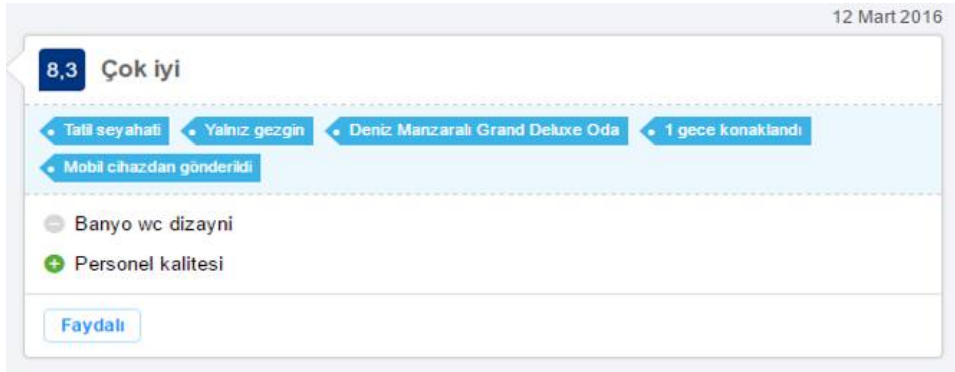 12 Mart 2016
8,3 Çok iyi
Tatil seyahati Yalnız gezgin Deniz Manzaralı Grand Deluxe Oda 1 gece konaklandı
Mobil cihazdan gönderildi
Banyo wc dizayni
Personel kalitesi
Faydalı